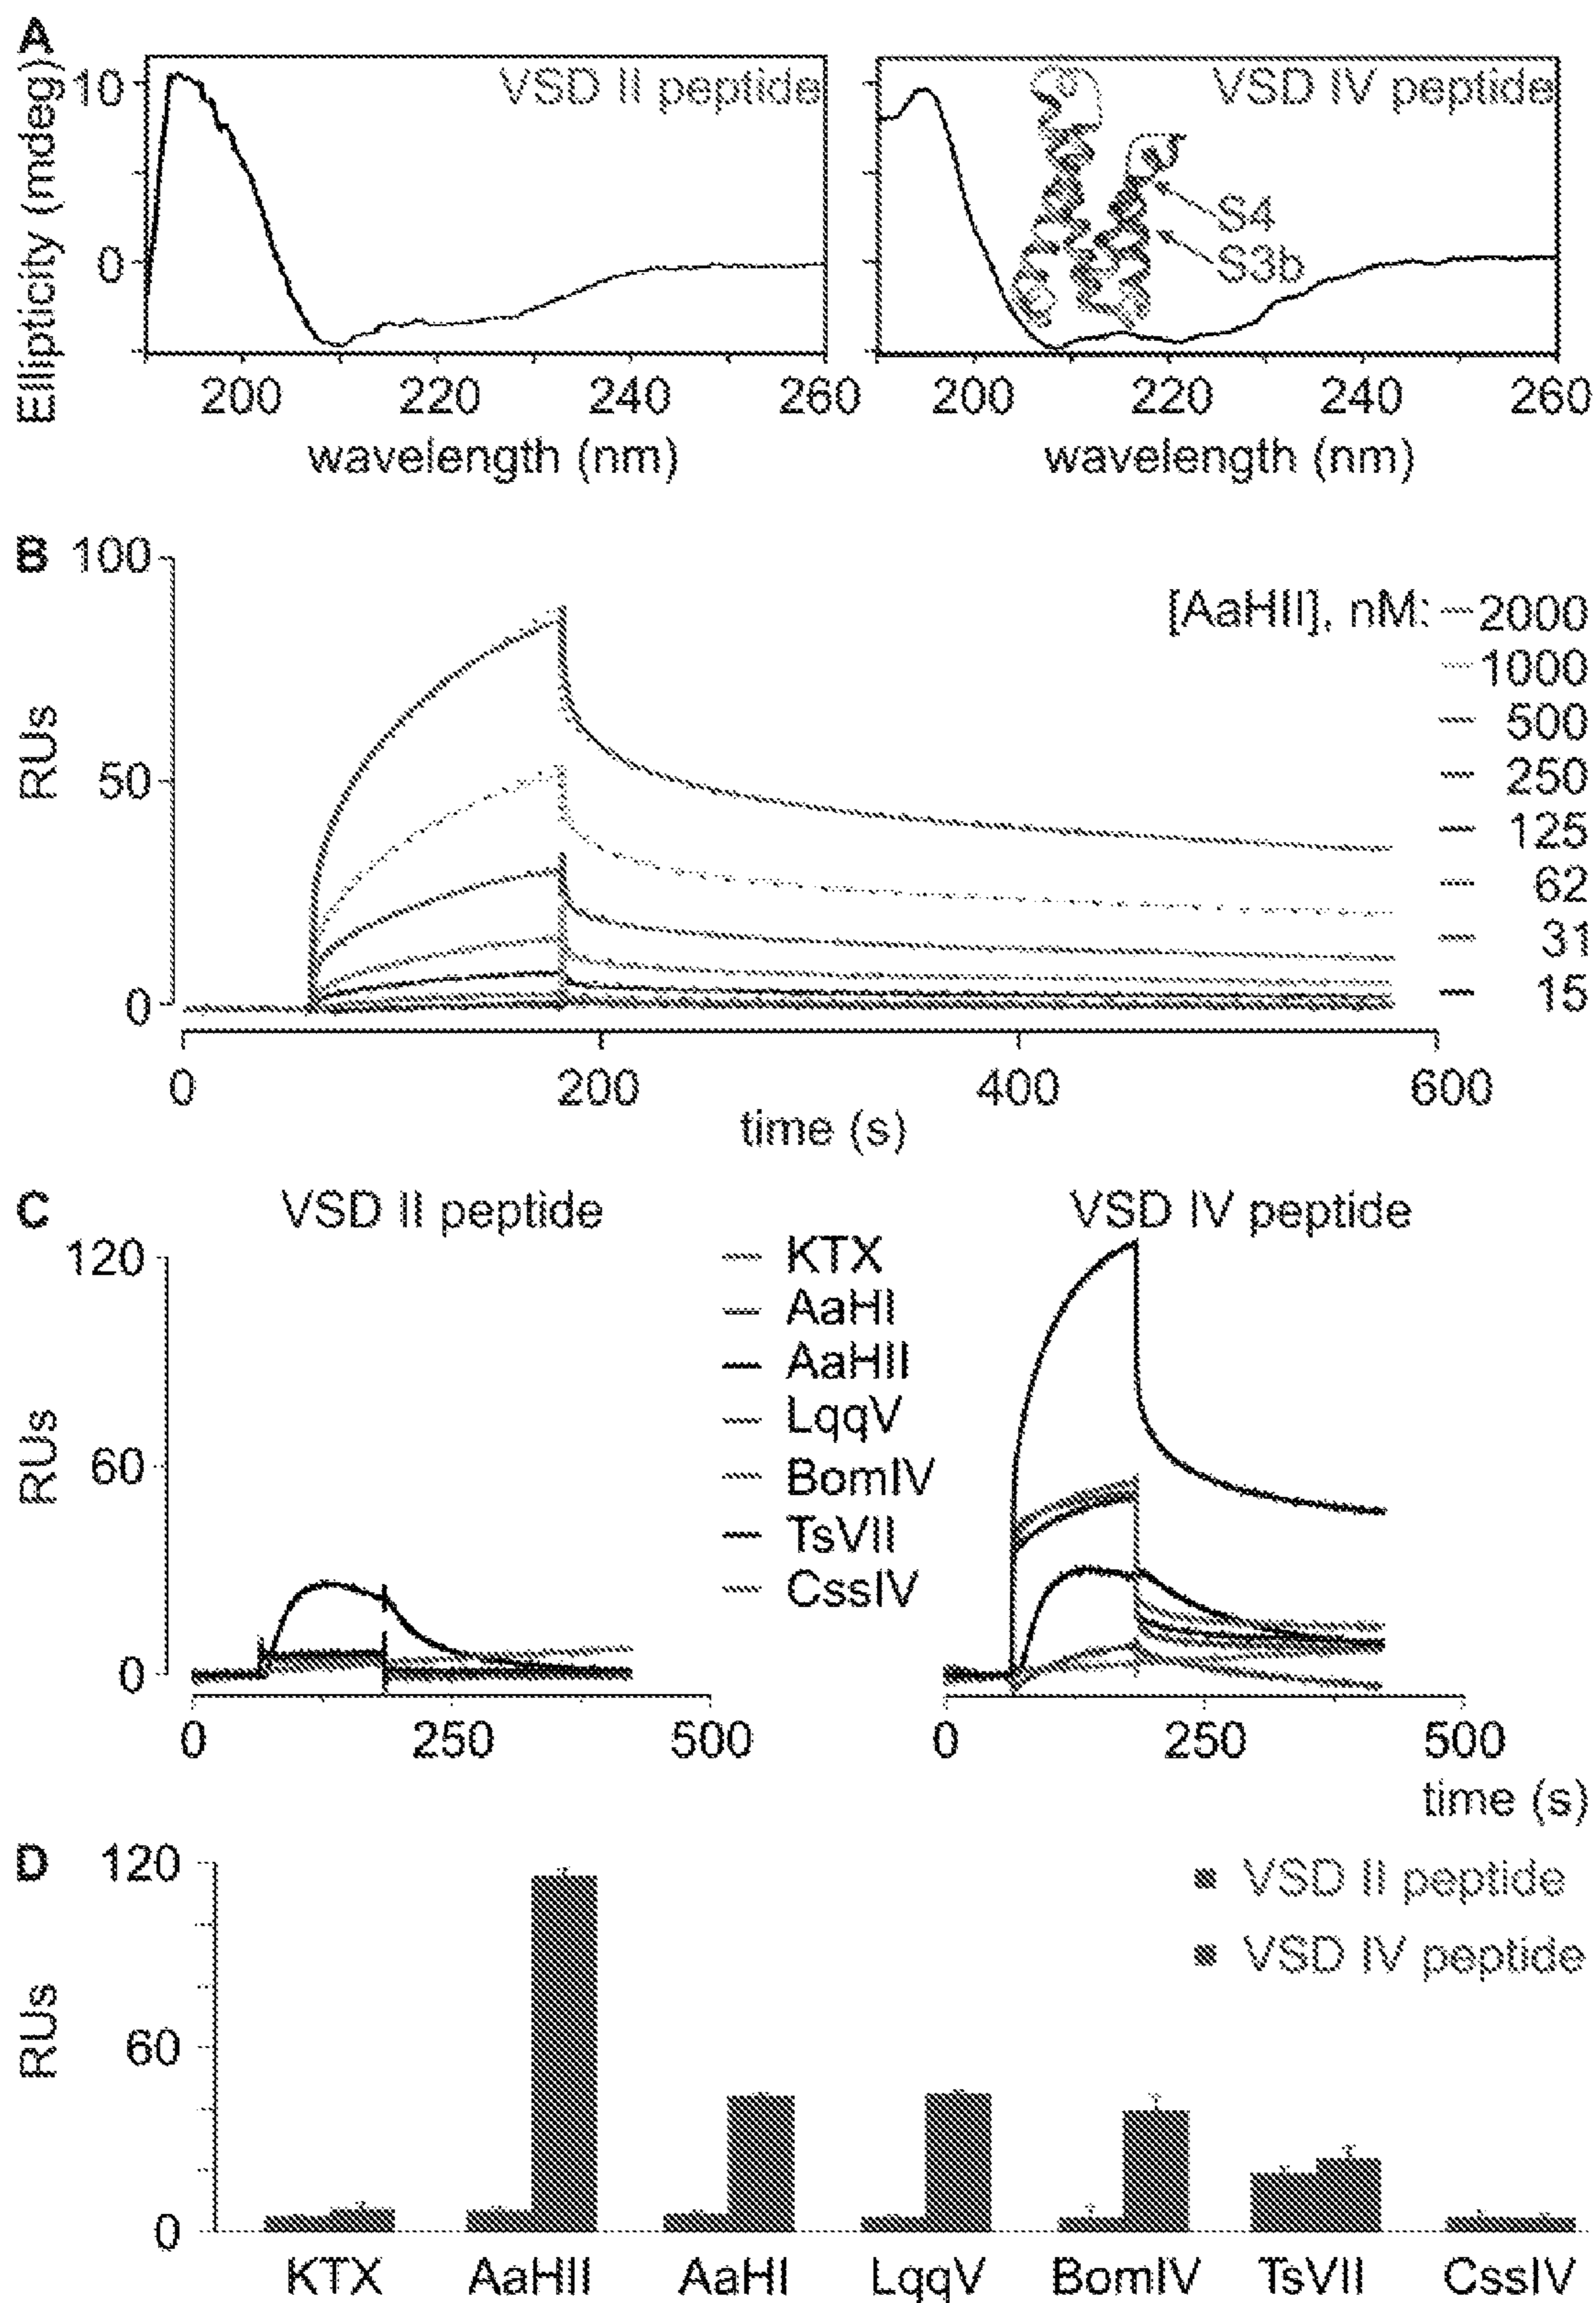 A
Ellipticity (mdeg)
10
0
VSD II peptide
VSD IV peptide
S4
S3b
200 220 240 260
200 220 240 260
wavelength (nm)
wavelength (nm)
B
100
50
0
RUs
[AaHII], nM: 2000
1000
500
250
125
62
31
15
0 200 400 600
time (s)
C
VSD II peptide
VSD IV peptide
120
60
0
RUs
KTX
AaHI
AaHII
LqqV
BomIV
TsVII
CssIV
0 250 500
0 250 500
time (s)
D
120
60
0
RUs
VSD II peptide
VSD IV peptide
KTX AaHII AaHI LqqV BomIV TsVII CssIV